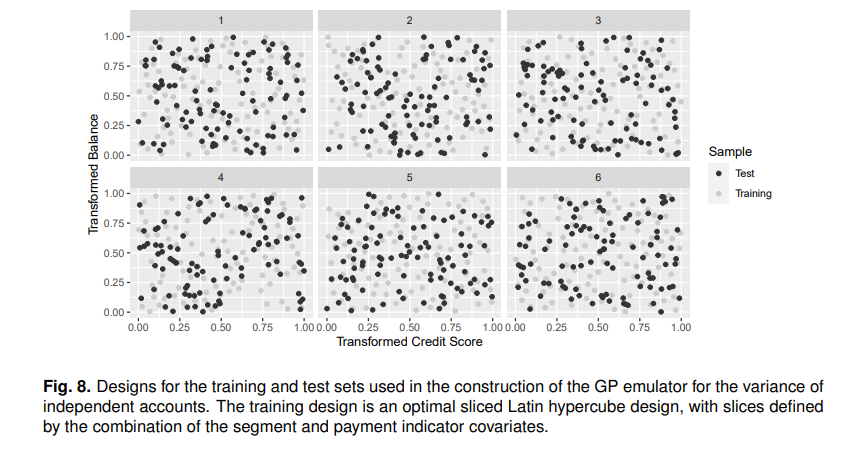 1 2 3
1.00
0.75
0.50
0.25
0.00
4 5 6
1.00
0.75
0.50
0.25
0.00
0.00 0.25 0.50 0.75 1.00 0.00 0.25 0.50 0.75 1.00 0.00 0.25 0.50 0.75 1.00
Transformed Balance
Transformed Credit Score
Sample
Test
Training
Fig. 8. Designs for the training and test sets used in the construction of the GP emulator for the variance of
independent accounts. The training design is an optimal sliced Latin hypercube design, with slices defined
by the combination of the segment and payment indicator covariates.